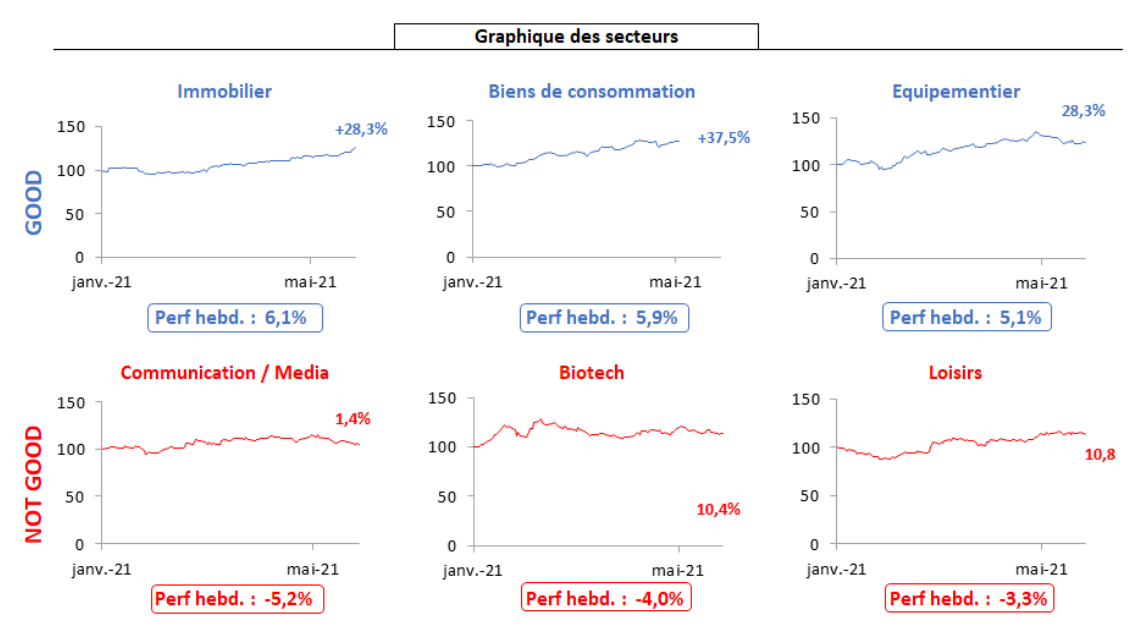 Graphique des secteurs
GOOD
Immobilier
+28,3%
150
100
50
0
janv.-21
mai-21
Perf hebd. : 6,1%
Biens de consommation
+37,5%
150
100
50
0
janv.-21
mai-21
Perf hebd. : 5,9%
Equipementier
28,3%
150
100
50
0
janv.-21
mai-21
Perf hebd. : 5,1%
NOT GOOD
Communication / Media
1,4%
150
100
50
0
janv.-21
mai-21
Perf hebd. : -5,2%
Biotech
150
100
50
10,4%
0
janv.-21
mai-21
Perf hebd. : -4,0%
Loisirs
150
100
10,8
50
0
janv.-21
mai-21
Perf hebd. : -3,3%